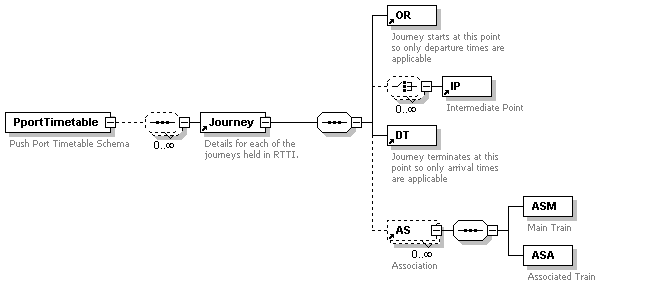 OR
Journey starts at this point
so only departure times are
applicable
IP
0..∞
Intermediate Point
PportTimetable
Push Port Timetable Schema
0..∞
Journey
Details for each of the
journeys held in RTTI.
DT
Journey terminates at this
point so only arrival times
are applicable
AS
0..∞
Association
ASM
Main Train
ASA
Associated Train